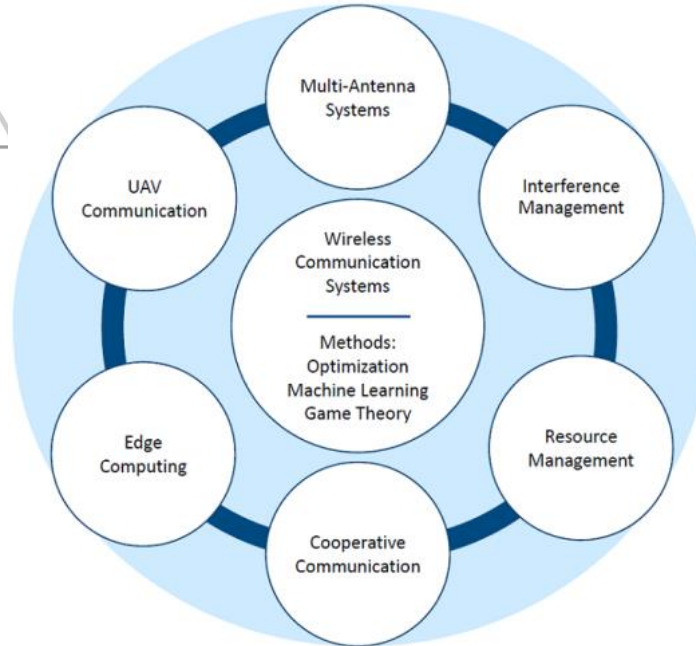 Multi-Antenna
Systems
UAV
Communication
Interference
Management
Wireless
Communication
Systems
Methods:
Optimization
Machine Learning
Game Theory
Edge
Computing
Resource
Management
Cooperative
Communication